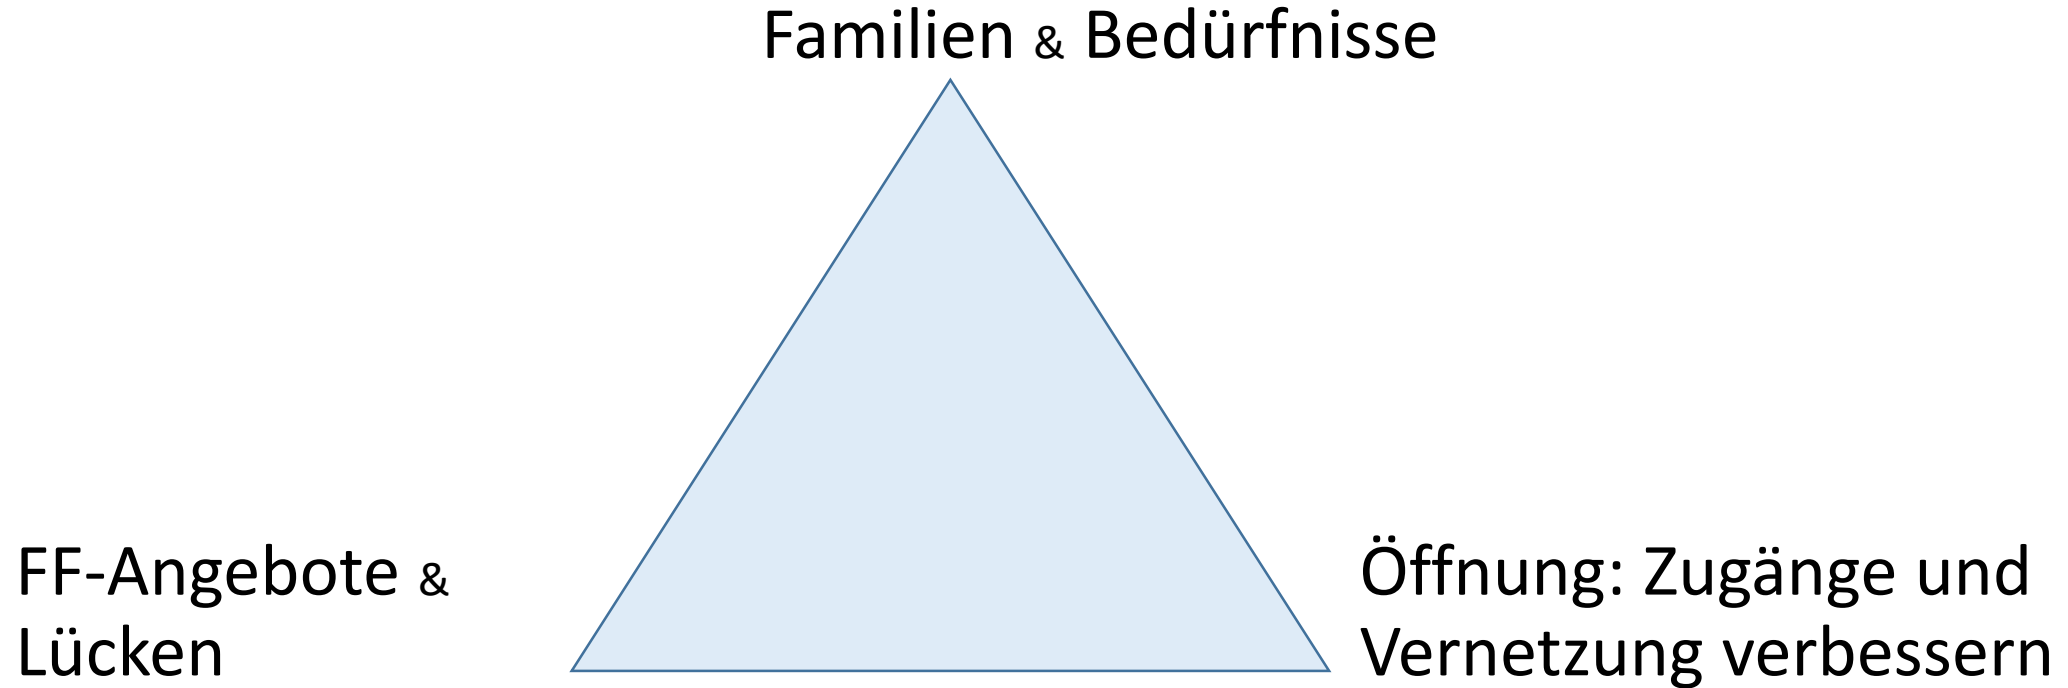 Familien & Bedürfnisse
FF-Angebote &
Lücken
Öffnung: Zugänge und
Vernetzung verbessern